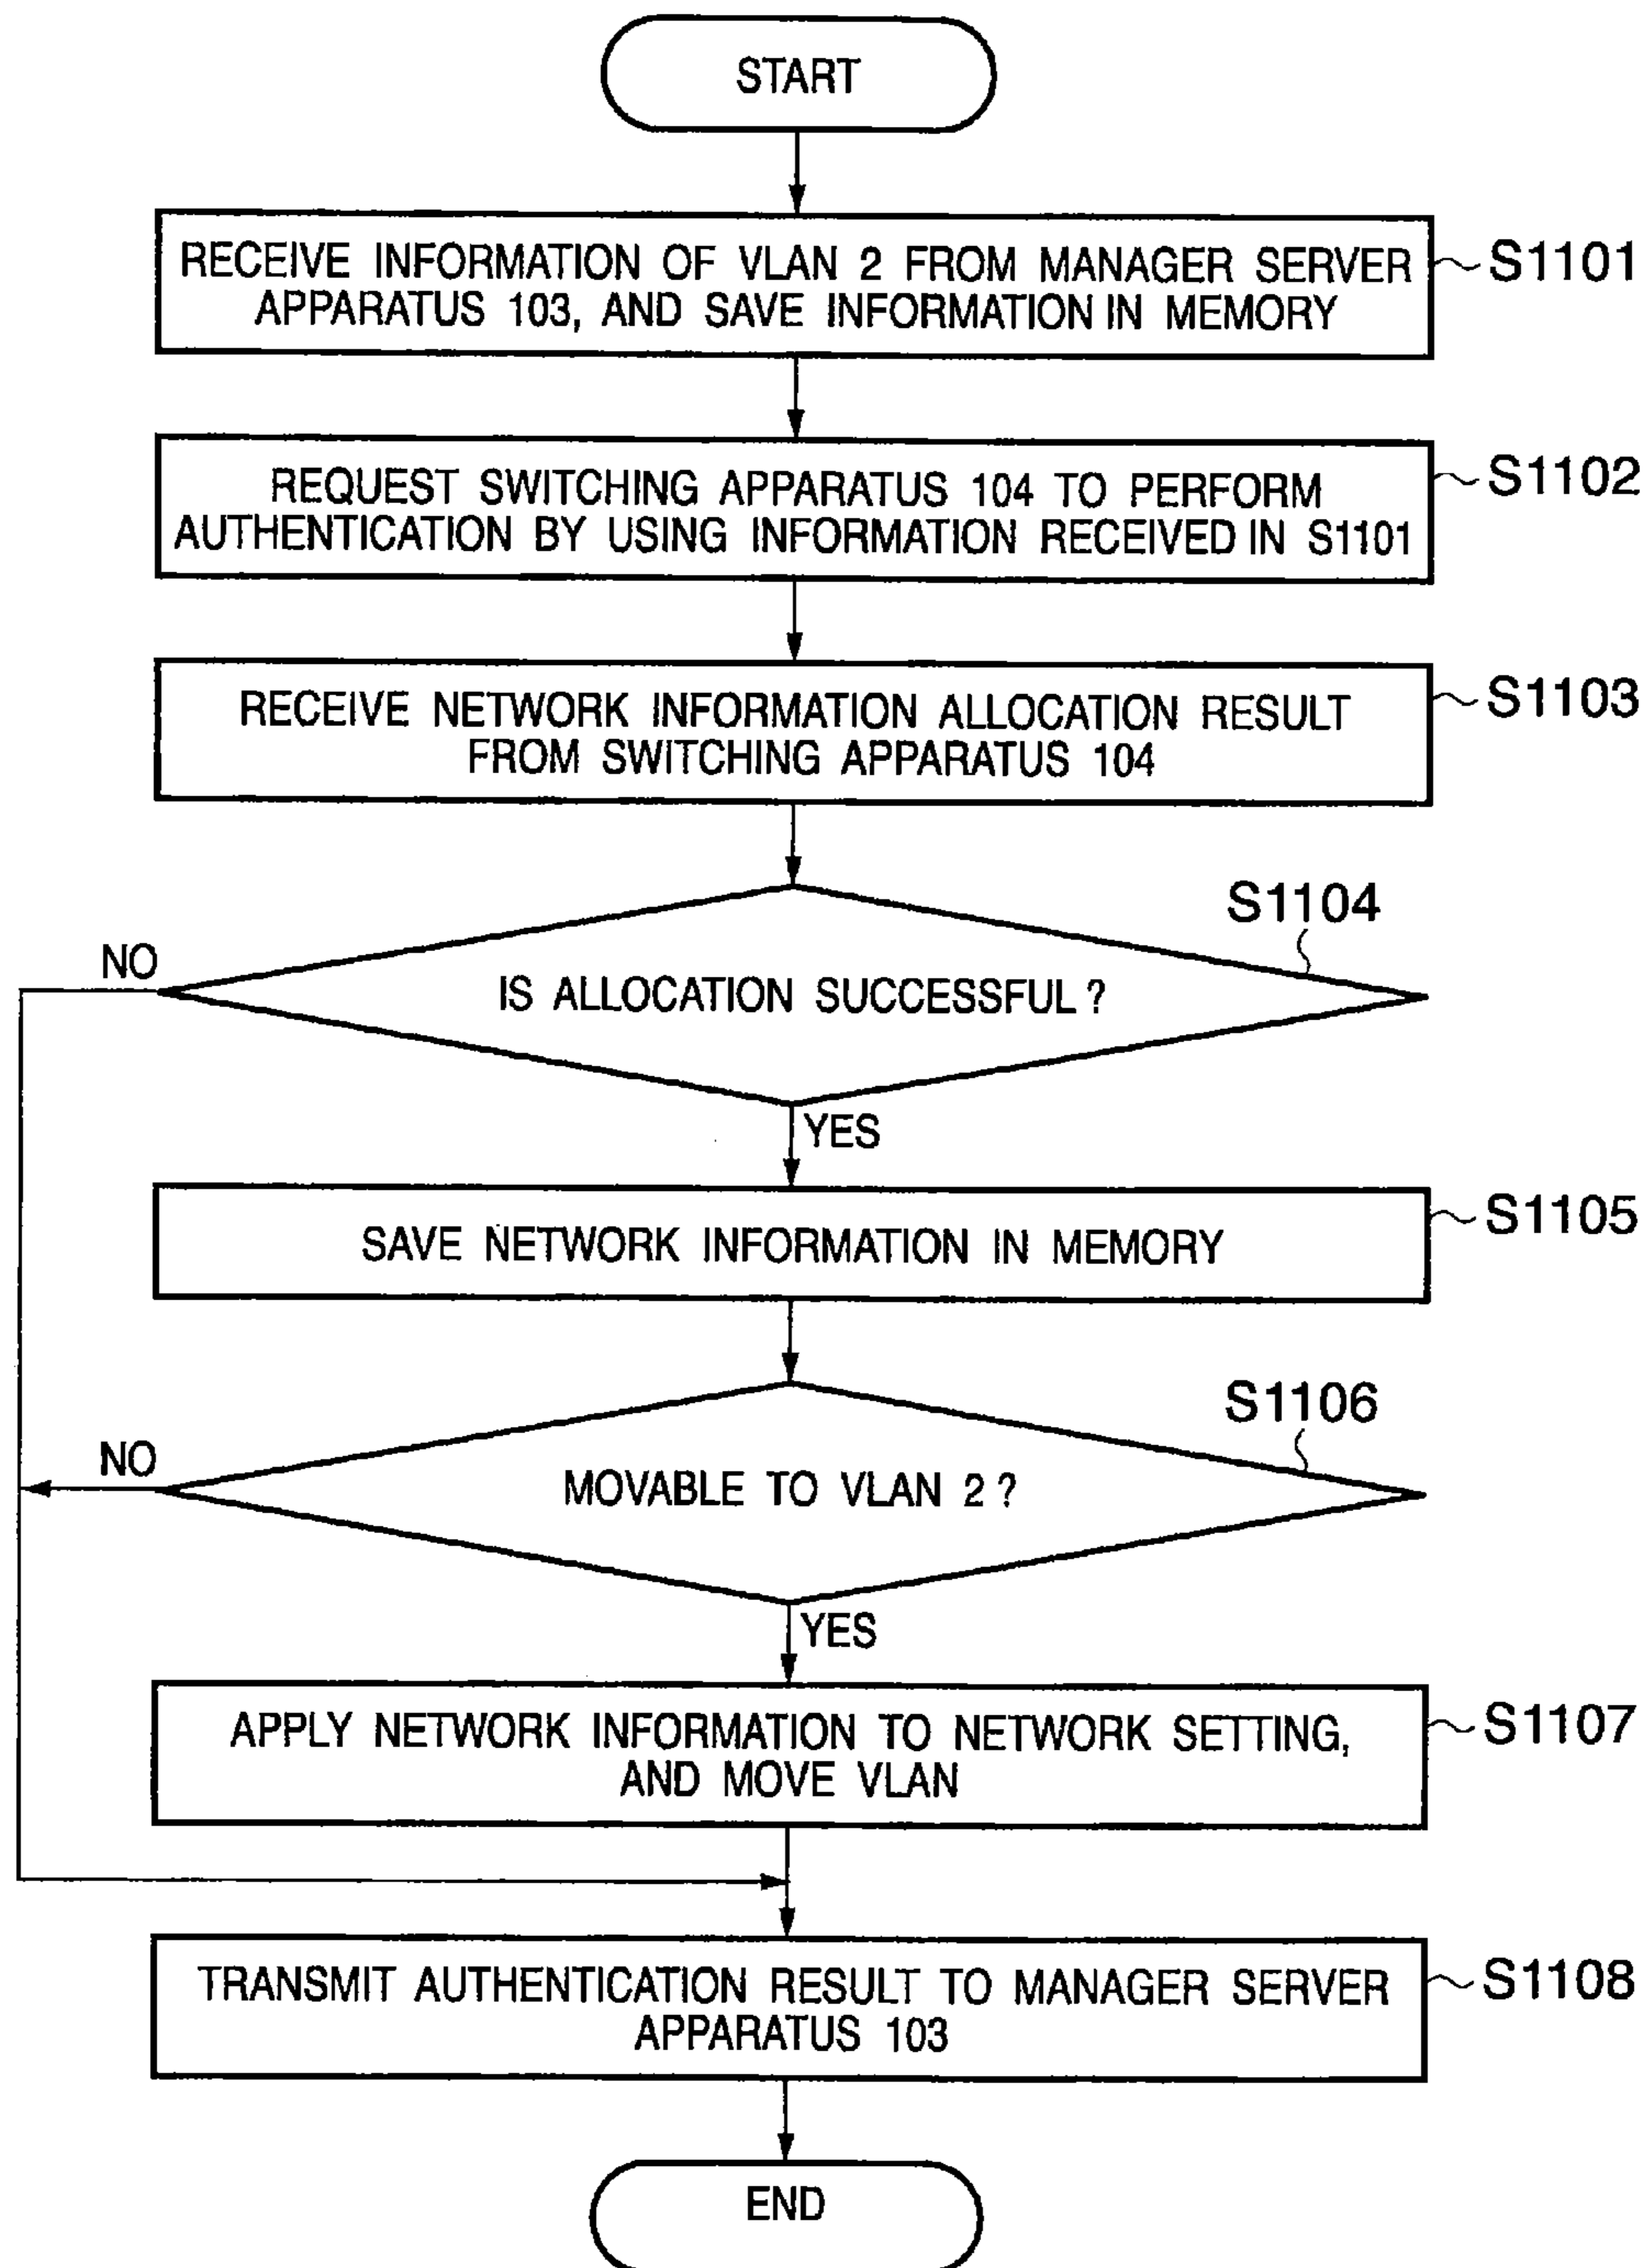 START
RECEIVE INFORMATION OF VLAN 2 FROM MANAGER SERVER
APPARATUS 103, AND SAVE INFORMATION IN MEMORY
S1101
REQUEST SWITCHING APPARATUS 104 TO PERFORM
AUTHENTICATION BY USING INFORMATION RECEIVED IN S1101
S1102
RECEIVE NETWORK INFORMATION ALLOCATION RESULT
FROM SWITCHING APPARATUS 104
S1103
S1104
NO
IS ALLOCATION SUCCESSFUL ?
YES
SAVE NETWORK INFORMATION IN MEMORY
S1105
S1106
NO
MOVABLE TO VLAN 2 ?
YES
APPLY NETWORK INFORMATION TO NETWORK SETTING,
AND MOVE VLAN
S1107
TRANSMIT AUTHENTICATION RESULT TO MANAGER SERVER
APPARATUS 103
S1108
END